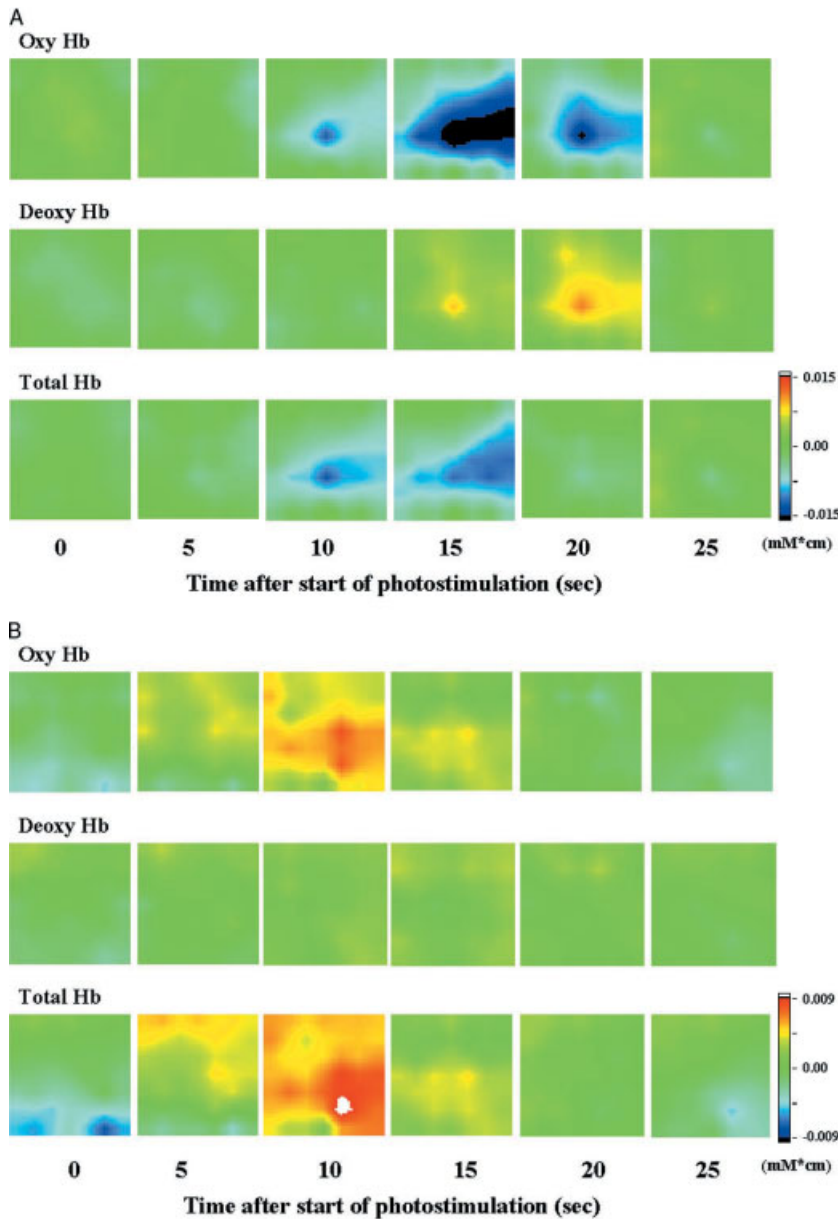 A
Oxy Hb
Deoxy Hb
Total Hb
0.015
0.00
-0.015
0 5 10 15 20 25 (mM*cm)
Time after start of photostimulation (sec)
B
Oxy Hb
Deoxy Hb
Total Hb
0.009
0.00
-0.009
0 5 10 15 20 25 (mM*cm)
Time after start of photostimulation (sec)